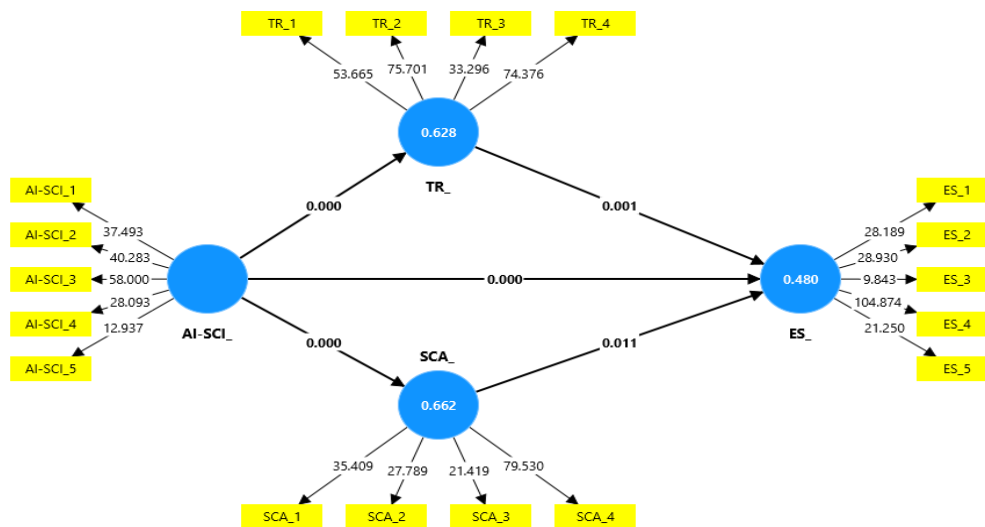 TR_1 TR_2 TR_3 TR_4
53.665 75.701 33.296 74.376
0.628
TR_
AI-SCI_1
AI-SCI_2
AI-SCI_3
AI-SCI_4
AI-SCI_5
37.493
40.283
58.000
28.093
12.937
AI-SCI_
0.000
0.001
0.000
0.000
0.011
ES_1
ES_2
ES_3
ES_4
ES_5
28.189
28.930
9.843
104.874
21.250
0.480
ES_
SCA_
0.662
35.409 27.789 21.419 79.530
SCA_1 SCA_2 SCA_3 SCA_4